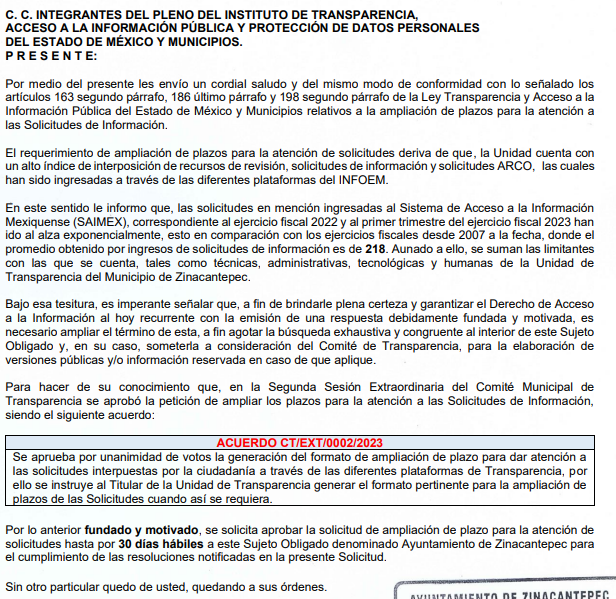 C. C. INTEGRANTES DEL PLENO DEL INSTITUTO DE TRANSPARENCIA,
ACCESO A LA INFORMACIÓN PÚBLICA Y PROTECCIÓN DE DATOS PERSONALES
DEL ESTADO DE MÉXICO Y MUNICIPIOS.
P R E S E N T E:
Por medio del presente les envío un cordial saludo y del mismo modo de conformidad con lo señalado los
artículos 163 segundo párrafo, 186 último párrafo y 198 segundo párrafo de la Ley Transparencia y Acceso a la
Información Pública del Estado de México y Municipios relativos a la ampliación de plazos para la atención a
las Solicitudes de Información.
El requerimiento de ampliación de plazos para la atención de solicitudes deriva de que, la Unidad cuenta con
un alto índice de interposición de recursos de revisión, solicitudes de información y solicitudes ARCO, las cuales
han sido ingresadas a través de las diferentes plataformas del INFOEM.
En este sentido le informo que, las solicitudes en mención ingresadas al Sistema de Acceso a la Información
Mexiquense (SAIMEX), correspondiente al ejercicio fiscal 2022 y al primer trimestre del ejercicio fiscal 2023 han
ido al alza exponencialmente, esto en comparación con los ejercicios fiscales desde 2007 a la fecha, donde el
promedio obtenido por ingresos de solicitudes de información es de 218. Aunado a ello, se suman las limitantes
con las que se cuenta, tales como técnicas, administrativas, tecnológicas y humanas de la Unidad de
Transparencia del Municipio de Zinacantepec.
Bajo esa tesitura, es imperante señalar que, a fin de brindarle plena certeza y garantizar el Derecho de Acceso
a la Información al hoy recurrente con la emisión de una respuesta debidamente fundada y motivada, es
necesario ampliar el término de esta, a fin agotar la búsqueda exhaustiva y congruente al interior de este Sujeto
Obligado y, en su caso, someterla a consideración del Comité de Transparencia, para la elaboración de
versiones públicas y/o información reservada en caso de que aplique.
Para hacer de su conocimiento que, en la Segunda Sesión Extraordinaria del Comité Municipal de
Transparencia se aprobó la petición de ampliar los plazos para la atención a las Solicitudes de Información,
siendo el siguiente acuerdo:
ACUERDO CT/EXT/0002/2023
Se aprueba por unanimidad de votos la generación del formato de ampliación de plazo para dar atención a
las solicitudes interpuestas por la ciudadanía a través de las diferentes plataformas de Transparencia, por
ello se instruye al Titular de la Unidad de Transparencia generar el formato pertinente para la ampliación de
plazos de las Solicitudes cuando así se requiera.
Por lo anterior fundado y motivado, se solicita aprobar la solicitud de ampliación de plazo para la atención de
solicitudes hasta por 30 días hábiles a este Sujeto Obligado denominado Ayuntamiento de Zinacantepec para
el cumplimiento de las resoluciones notificadas en la presente Solicitud.
Sin otro particular quedo de usted, quedando a sus órdenes.
AYUNTAMIENTO DE ZINACANTEPEC